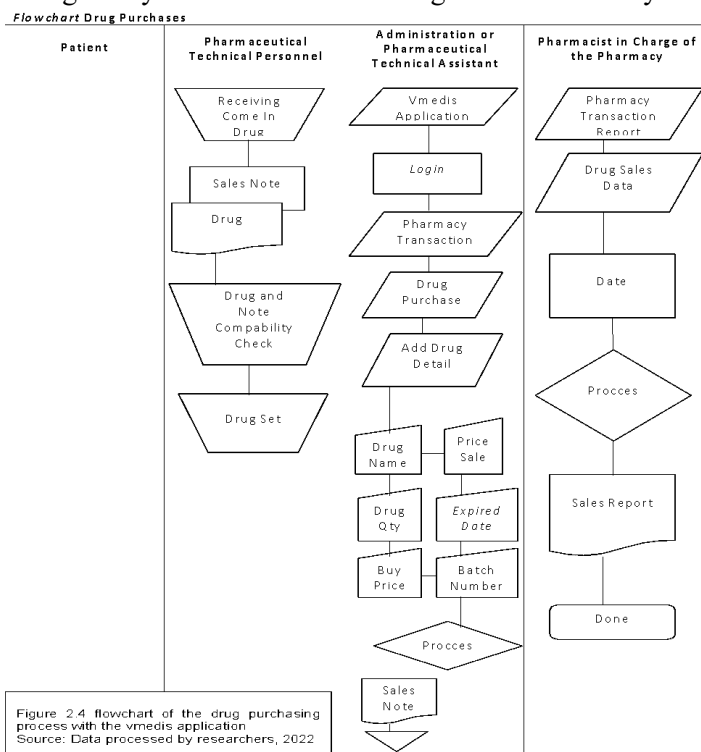 Flowchart Drug Purchases
Patient
Pharmaceutical
Technical Personnel
Administration or
Pharmaceutical
Technical Assistant
Pharmacist in Charge of
the Pharmacy
Receiving
Come In
Drug
Sales Note
Drug
Drug and
Note
Compability
Check
Drug Set
Vmedis
Application
Login
Pharmacy
Transaction
Drug
Purchase
Add Drug
Detail
Drug
Name
Price
Sale
Drug
Qty
Expired
Date
Buy
Price
Batch
Number
Procces
Sales
Note
Pharmacy
Transaction
Report
Drug Sales
Data
Date
Procces
Sales Report
Done
Figure 2.4 flowchart of the drug purchasing
process with the vmedis application
Source: Data processed by researchers, 2022